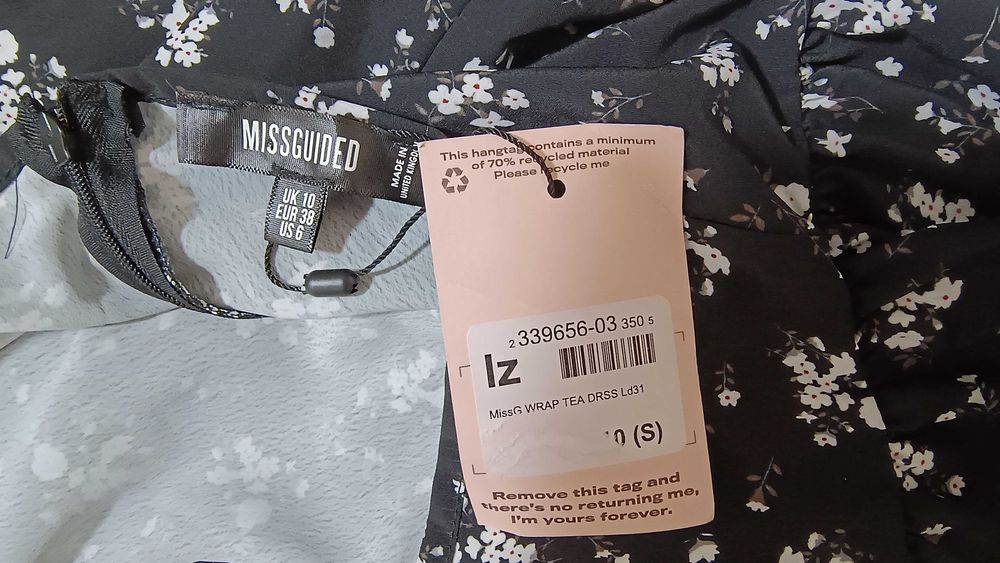 MISSGUIDED
MADE IN
UNITED KINGDOM
UK 10
EUR 38
US 6
This hangtag contains a minimum
of 70% recycled material
Please recycle me
2 339656-03 350 5
Iz
MissG WRAP TEA DRSS Ld31
0 (S)
Remove this tag and
there's no returning me,
I'm yours forever.